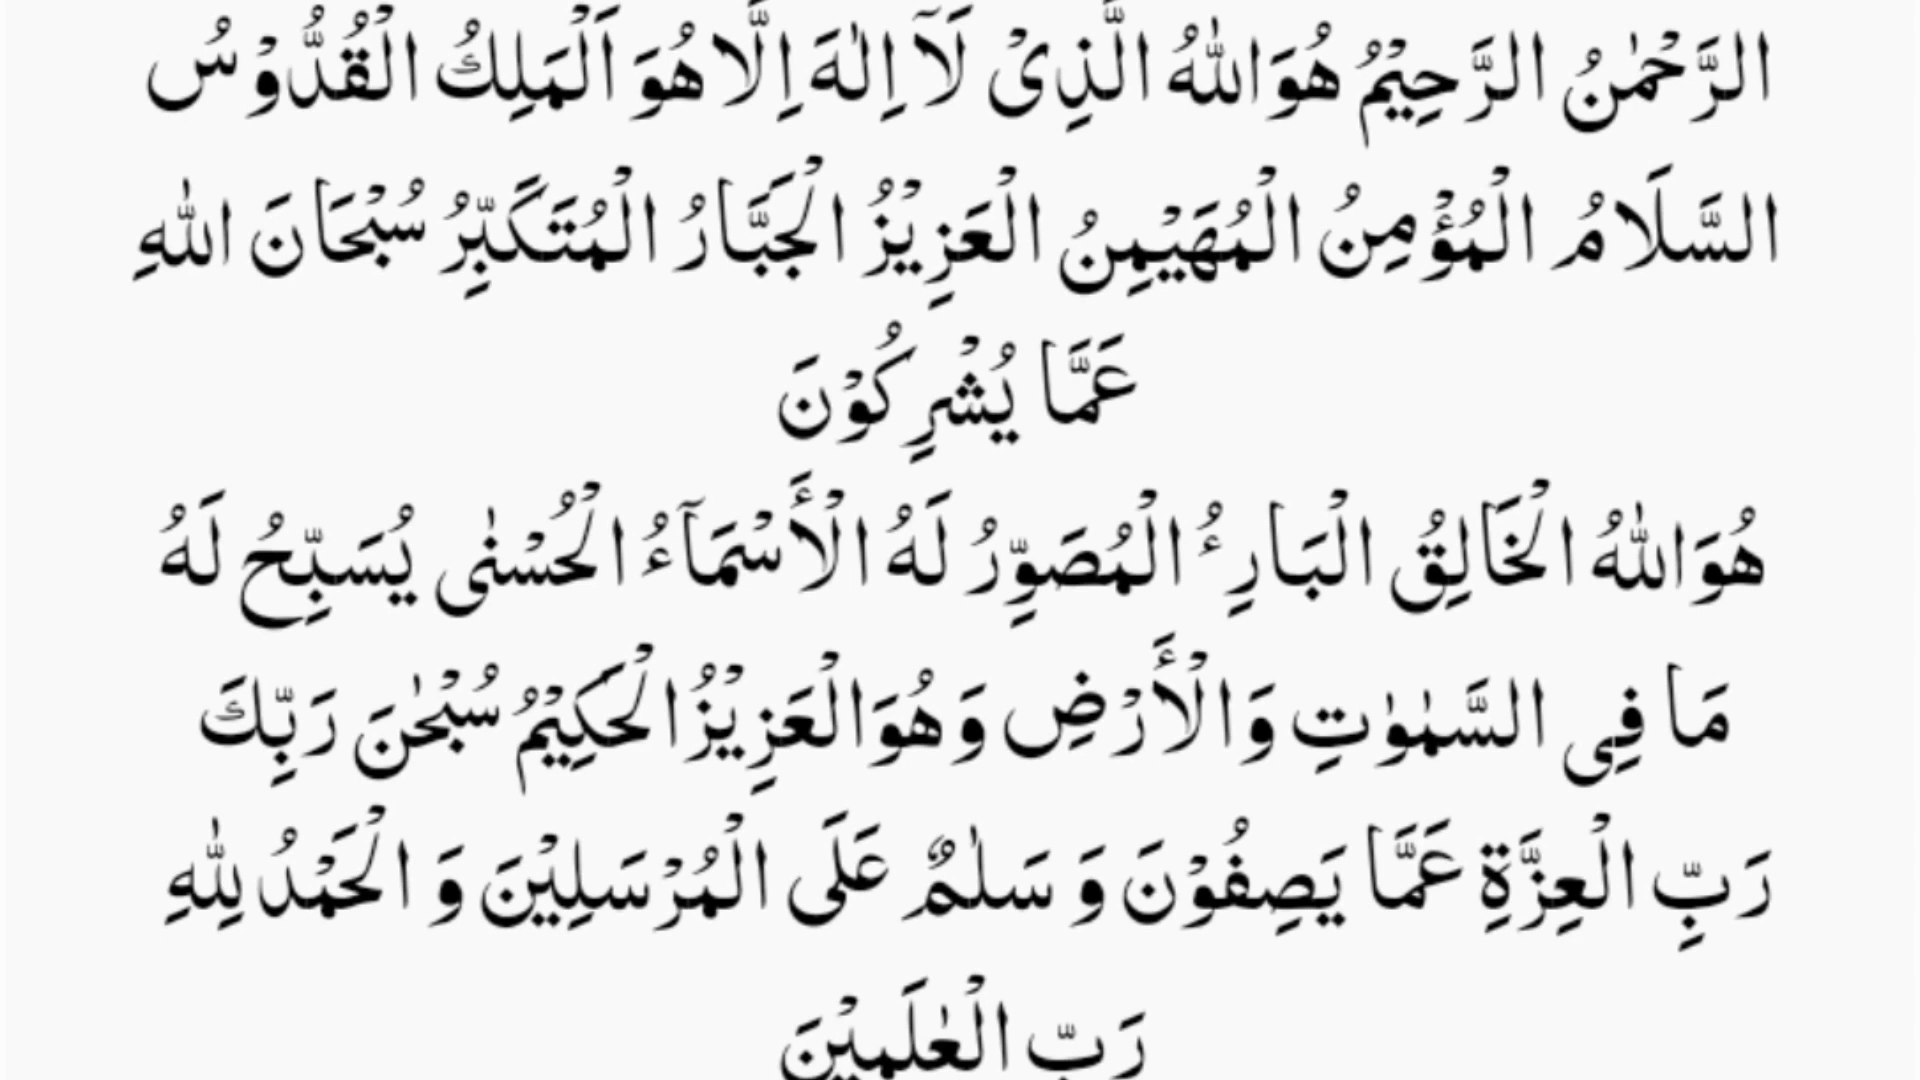 الرَّحْمٰنُ الرَّحِيْمُ هُوَاللّٰهُ الَّذِىْ لَآ اِلٰهَ اِلَّا هُوَ اَلْمَلِكُ الْقُدُّوْسُ
السَّلَامُ الْمُؤْمِنُ الْمُهَيْمِنُ الْعَزِيْزُ الْجَبَّارُ الْمُتَكَبِّرُ سُبْحَانَ اللّٰهِ
عَمَّا يُشْرِكُوْنَ
هُوَاللّٰهُ الْخَالِقُ الْبَارِءُ الْمُصَوِّرُ لَهُ الْأَسْمَآءُ الْحُسْنٰى يُسَبِّحُ لَهُ
مَا فِى السَّمٰوٰتِ وَالْأَرْضِ وَهُوَالْعَزِيْزُالْحَكِيْمُ سُبْحٰنَ رَبِّكَ
رَبِّ الْعِزَّةِ عَمَّا يَصِفُوْنَ وَ سَلٰمٌ عَلَى الْمُرْسَلِيْنَ وَ الْحَمْدُ لِلّٰهِ
رَبِّ الْعٰلَمِيْنَ